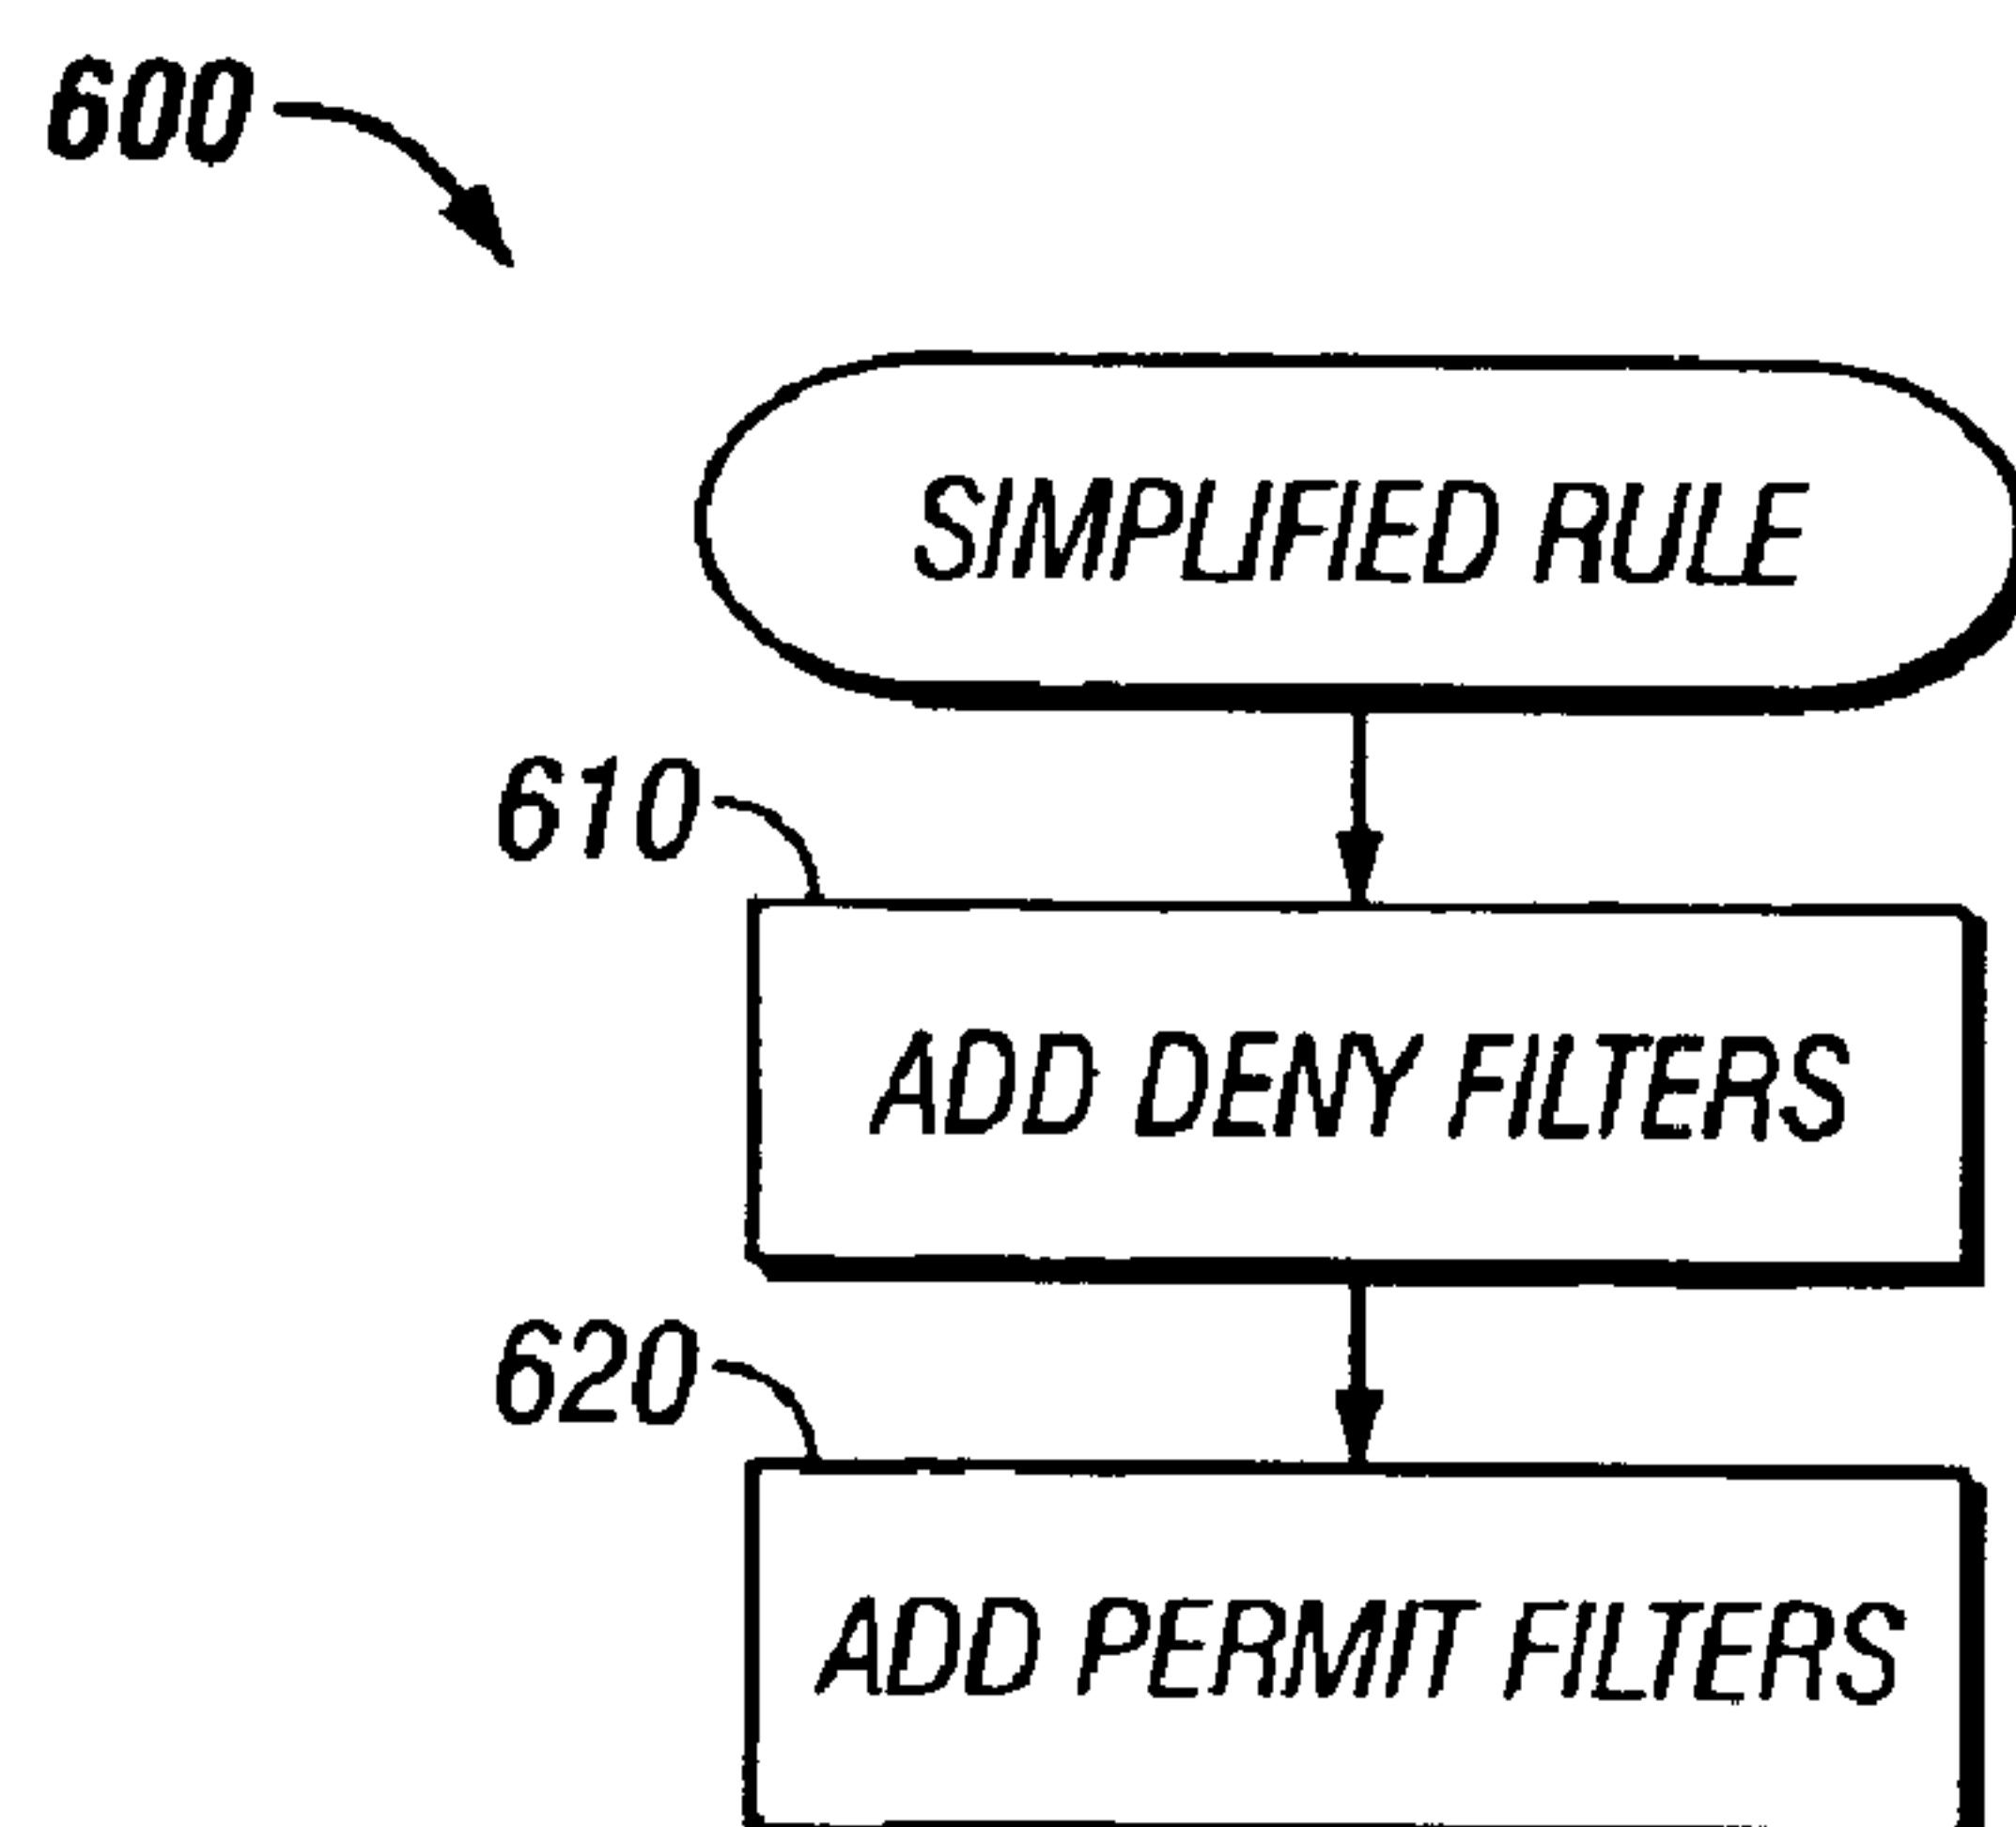 600
SIMPLIFIED RULE
610
ADD DENY FILTERS
620
ADD PERMIT FILTERS